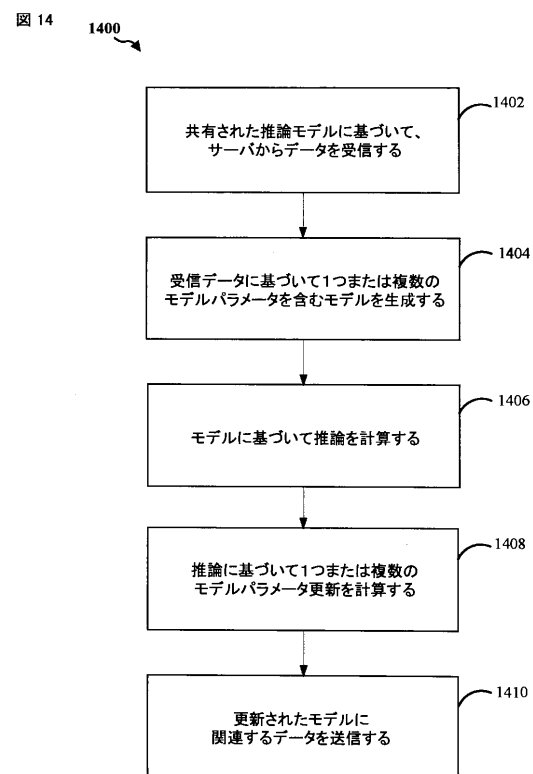 図 14
1400
1402
共有された推論モデルに基づいて、
サーバからデータを受信する
1404
受信データに基づいて1つまたは複数の
モデルパラメータを含むモデルを生成する
1406
モデルに基づいて推論を計算する
1408
推論に基づいて1つまたは複数の
モデルパラメータ更新を計算する
1410
更新されたモデルに
関連するデータを送信する